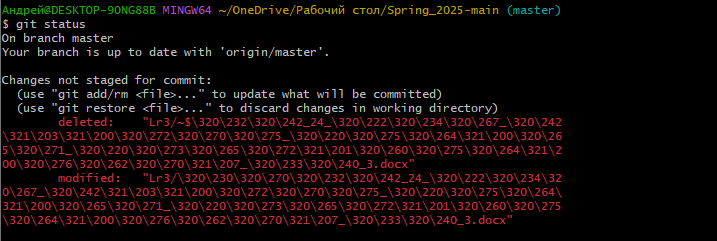 Андрей@DESKTOP-9ONG88B MINGW64 ~/OneDrive/Рабочий стол/Spring_2025-main (master)
$ git status
On branch master
Your branch is up to date with 'origin/master'.
Changes not staged for commit:
(use "git add/rm <file>..." to update what will be committed)
(use "git restore <file>..." to discard changes in working directory)
deleted: "Lr3/~$\320\232\320\242_24_\320\222\320\234\320\267_\320\242
\321\203\321\200\320\272\320\270\320\275_\320\220\320\275\320\264\321\200\320\26
5\320\271_\320\220\320\273\320\265\320\272\321\201\320\260\320\275\320\264\321\2
00\320\276\320\262\320\270\321\207_\320\233\320\240_3.docx"
modified: "Lr3/\320\230\320\270\320\232\320\242_24_\320\222\320\234\32
0\267_\320\242\321\203\321\200\320\272\320\270\320\275_\320\220\320\275\320\264\
\321\200\320\265\320\271_\320\220\320\273\320\265\320\272\321\201\320\260\320\275
\320\264\321\200\320\276\320\262\320\270\321\207_\320\233\320\240_3.docx"